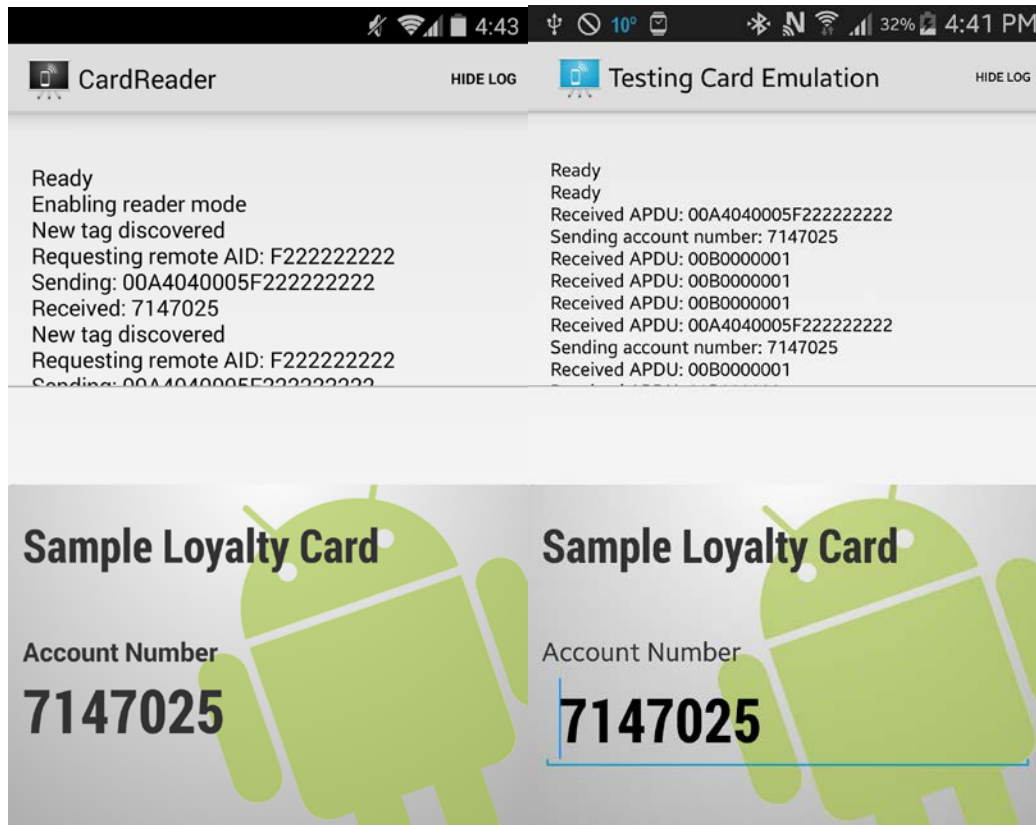 4:43
CardReader
HIDE LOG
Ready
Enabling reader mode
New tag discovered
Requesting remote AID: F222222222
Sending: 00A4040005F222222222
Received: 7147025
New tag discovered
Requesting remote AID: F222222222
Sending: 00A4040005F222222222
Sample Loyalty Card
Account Number
7147025
10° 32% 4:41 PM
Testing Card Emulation
HIDE LOG
Ready
Ready
Received APDU: 00A4040005F222222222
Sending account number: 7147025
Received APDU: 00B0000001
Received APDU: 00B0000001
Received APDU: 00B0000001
Received APDU: 00A4040005F222222222
Sending account number: 7147025
Received APDU: 00B0000001
Sample Loyalty Card
Account Number
7147025